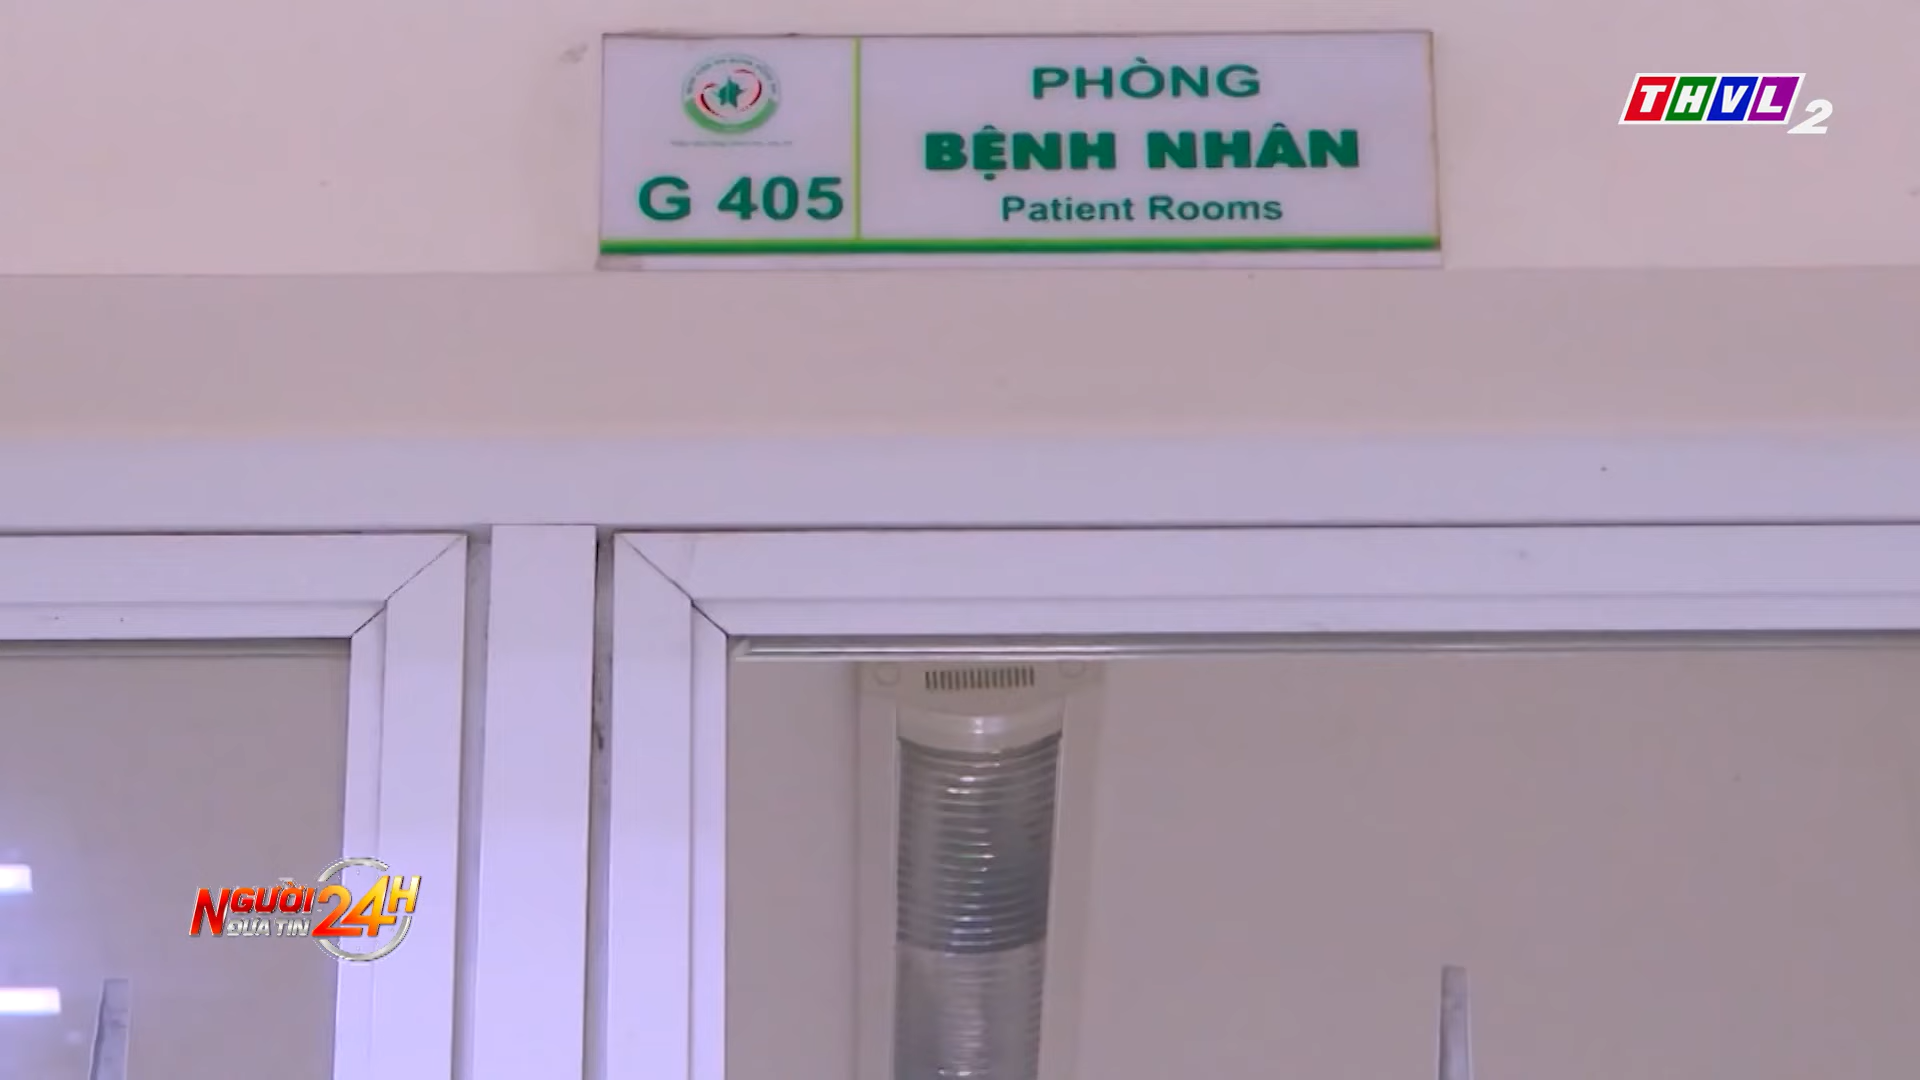 G 405
PHÒNG
BỆNH NHÂN
Patient Rooms
THVL2
NGƯỜI
ĐƯA TIN
24H